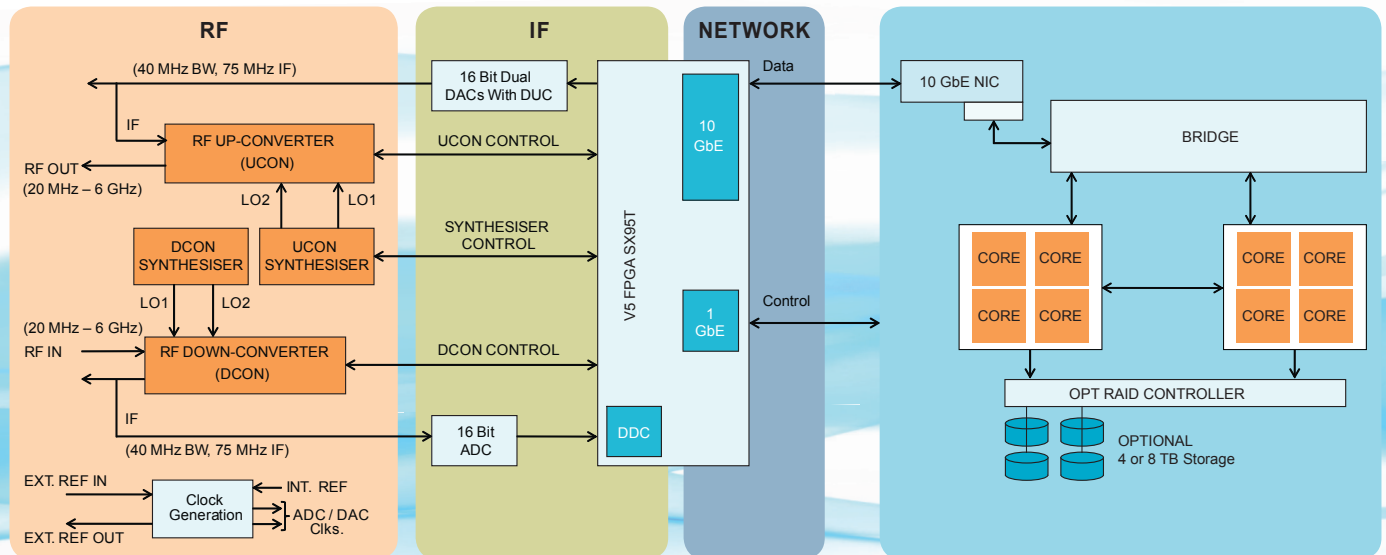 RF
IF
NETWORK
(40 MHz BW, 75 MHz IF)
16 Bit Dual
DACs With DUC
Data
10 GbE NIC
IF
RF UP-CONVERTER
(UCON)
UCON CONTROL
10
GbE
BRIDGE
RF OUT
(20 MHz – 6 GHz)
LO2
LO1
DCON
SYNTHESISER
UCON
SYNTHESISER
SYNTHESISER
CONTROL
V5 FPGA SX95T
CORE
CORE
CORE
CORE
CORE
CORE
CORE
CORE
LO1
LO2
1
GbE
Control
(20 MHz – 6 GHz)
RF IN
RF DOWN-CONVERTER
(DCON)
DCON CONTROL
OPT RAID CONTROLLER
IF
(40 MHz BW, 75 MHz IF)
16 Bit
ADC
DDC
OPTIONAL
4 or 8 TB Storage
EXT. REF IN
Clock
Generation
INT. REF
ADC / DAC
Clks.
EXT. REF OUT